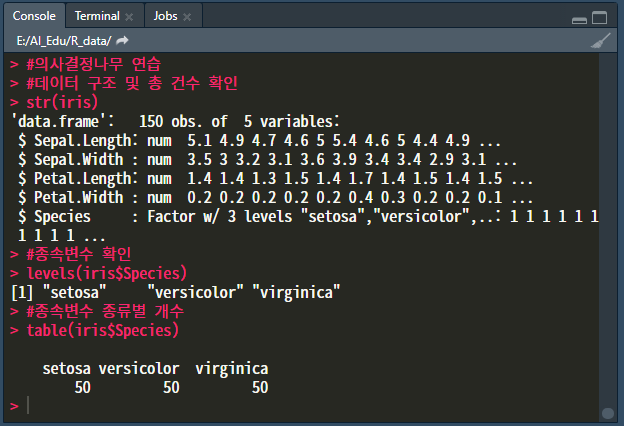 Console Terminal Jobs
E:/AI_Edu/R_data/
> #의사결정나무 연습
> #데이터 구조 및 총 건수 확인
> str(iris)
'data.frame':   150 obs. of  5 variables:
 $ Sepal.Length: num  5.1 4.9 4.7 4.6 5 5.4 4.6 5 4.4 4.9 ...
 $ Sepal.Width : num  3.5 3 3.2 3.1 3.6 3.9 3.4 3.4 2.9 3.1 ...
 $ Petal.Length: num  1.4 1.4 1.3 1.5 1.4 1.7 1.4 1.5 1.4 1.5 ...
 $ Petal.Width : num  0.2 0.2 0.2 0.2 0.2 0.4 0.3 0.2 0.2 0.1 ...
 $ Species     : Factor w/ 3 levels "setosa","versicolor",..: 1 1 1 1 1 1
 1 1 1 1 ...
> #종속변수 확인
> levels(iris$Species)
[1] "setosa"     "versicolor" "virginica"
> #종속변수 종류별 개수
> table(iris$Species)
    setosa versicolor  virginica
        50         50         50
>